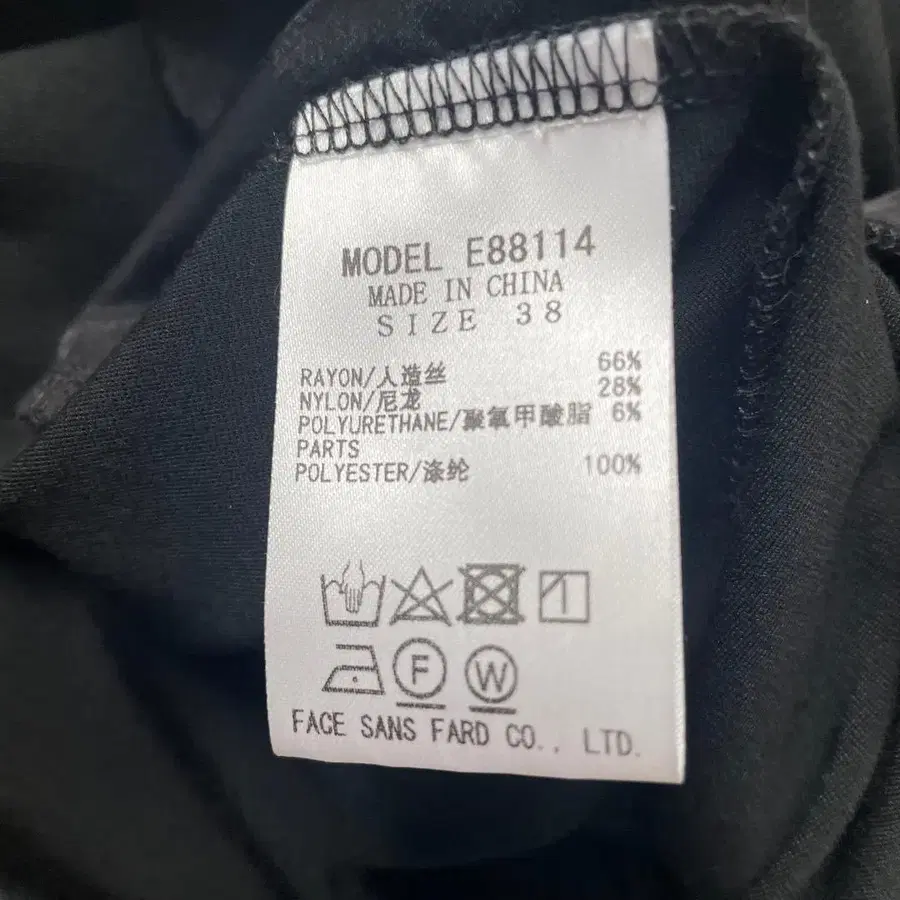 MODEL E88114
MADE IN CHINA
SIZE 38
RAYON/人造丝 66%
NYLON/尼龙 28%
POLYURETHANE/聚氧甲酸脂 6%
PARTS
POLYESTER/涤纶 100%
F W
FACE SANS FARD CO., LTD.